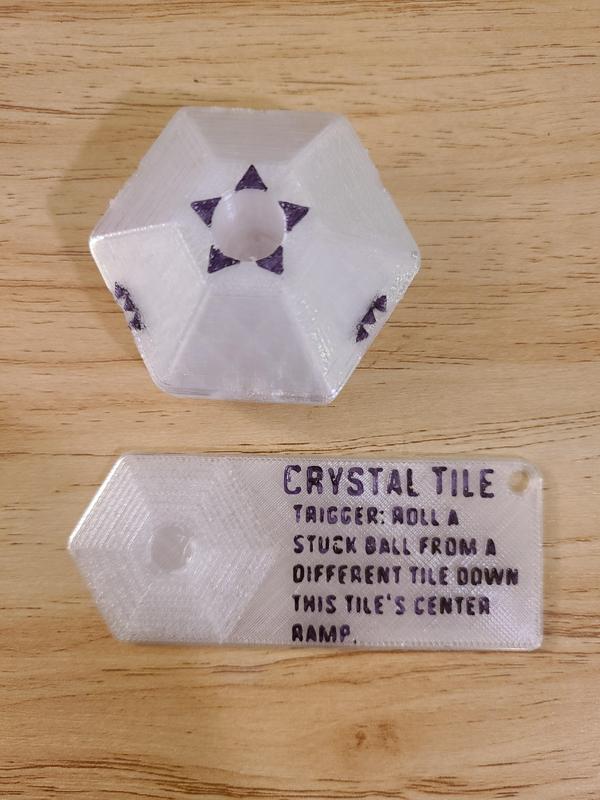 CRYSTAL TILE
TRIGGER: ROLL A
STUCK BALL FROM A
DIFFERENT TILE DOWN
THIS TILE'S CENTER
RAMP.